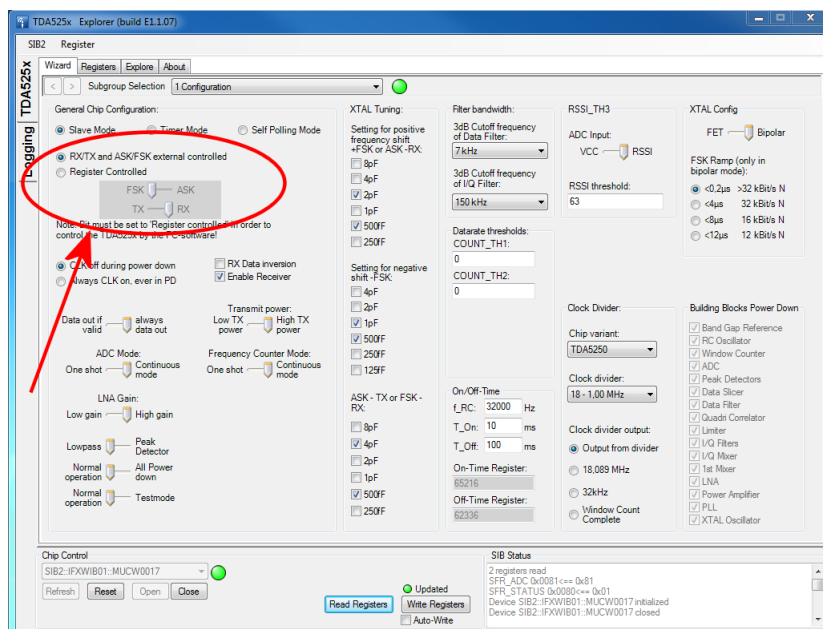 TDA525x Explorer (build E1.1.07)
SIB2 Register
TDA525x
Logging
Wizard Registers Explore About
< > Subgroup Selection 1 Configuration
General Chip Configuration:
Slave Mode Timer Mode Self Polling Mode
RX/TX and ASK/FSK external controlled
Register Controlled
FSK ASK
TX RX
Note: Bit must be set to 'Register controlled' in order to
control the TDA525x by the PC-software!
CLK off during power down
Always CLK on, ever in PD
RX Data inversion
Enable Receiver
Data out if valid always data out
Transmit power:
Low TX power High TX power
ADC Mode:
One shot Continuous mode
Frequency Counter Mode:
One shot Continuous mode
LNA Gain:
Low gain High gain
Lowpass Peak Detector
Normal operation All Power down
Normal operation Testmode
XTAL Tuning:
Setting for positive
frequency shift
+FSK or ASK -RX:
8pF
4pF
2pF
1pF
500fF
250fF
Setting for negative
shift -FSK:
4pF
2pF
1pF
500fF
250fF
125fF
ASK - TX or FSK -
RX:
8pF
4pF
2pF
1pF
500fF
250fF
Filter bandwidth:
3dB Cutoff frequency
of Data Filter:
7 kHz
3dB Cutoff frequency
of I/Q Filter:
150 kHz
Datarate thresholds:
COUNT_TH1:
0
COUNT_TH2:
0
On/Off-Time
f_RC: 32000 Hz
T_On: 10 ms
T_Off: 100 ms
On-Time Register:
65216
Off-Time Register:
62336
RSSI_TH3
ADC Input:
VCC RSSI
RSSI threshold:
63
Clock Divider:
Chip variant:
TDA5250
Clock divider:
18 - 1,00 MHz
Clock divider output:
Output from divider
18,089 MHz
32kHz
Window Count
Complete
XTAL Config
FET Bipolar
FSK Ramp (only in
bipolar mode):
<0,2µs >32 kBit/s N
<4µs 32 kBit/s N
<8µs 16 kBit/s N
<12µs 12 kBit/s N
Building Blocks Power Down
Band Gap Reference
RC Oscillator
Window Counter
ADC
Peak Detectors
Data Slicer
Data Filter
Quadri Correlator
Limiter
I/Q Filters
I/Q Mixer
1st Mixer
LNA
Power Amplifier
PLL
XTAL Oscillator
Chip Control
SIB2::IFXWIB01::MUCW0017
Refresh Reset Open Close
Updated
Read Registers Write Registers
Auto-Write
SIB Status
2 registers read
SFR_ADC 0x0081<== 0x81
SFR_STATUS 0x0080<== 0x01
Device SIB2::IFXWIB01::MUCW0017 initialized
Device SIB2::IFXWIB01::MUCW0017 closed